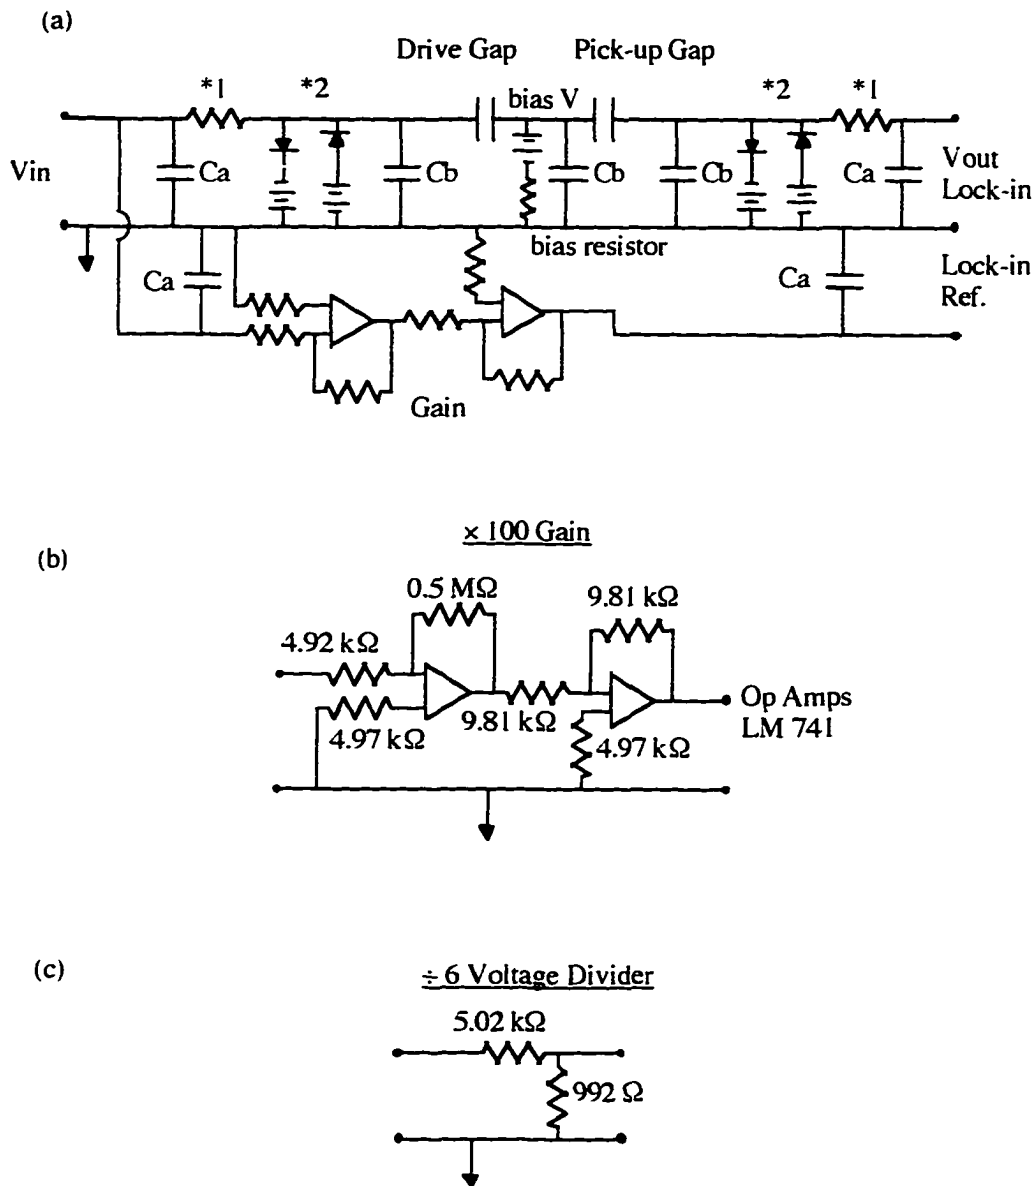 (a)
Drive Gap
Pick-up Gap
*1
*2
bias V
*2
*1
Vin
Ca
Cb
Cb
Cb
Ca
Vout
Lock-in
bias resistor
Ca
Ca
Lock-in
Ref.
Gain
(b)
× 100 Gain
0.5 MΩ
9.81 kΩ
4.92 kΩ
4.97 kΩ
9.81 kΩ
4.97 kΩ
Op Amps
LM 741
(c)
÷ 6 Voltage Divider
5.02 kΩ
992 Ω